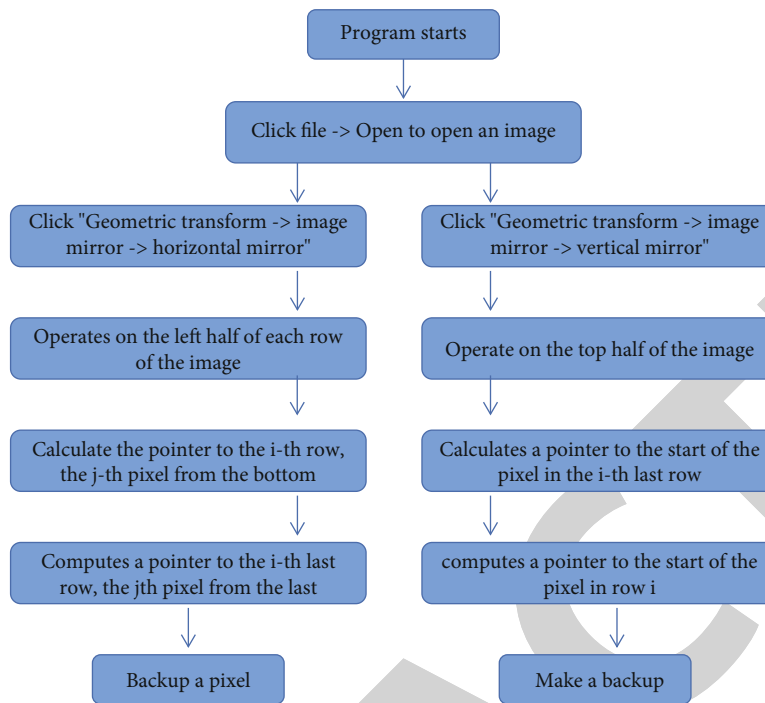 Program starts
Click file -> Open to open an image
Click "Geometric transform -> image
mirror -> horizontal mirror"
Click "Geometric transform -> image
mirror -> vertical mirror"
Operates on the left half of each row
of the image
Operate on the top half of the image
Calculate the pointer to the i-th row,
the j-th pixel from the bottom
Calculates a pointer to the start of the
pixel in the i-th last row
Computes a pointer to the i-th last
row, the jth pixel from the last
computes a pointer to the start of the
pixel in row i
Backup a pixel
Make a backup